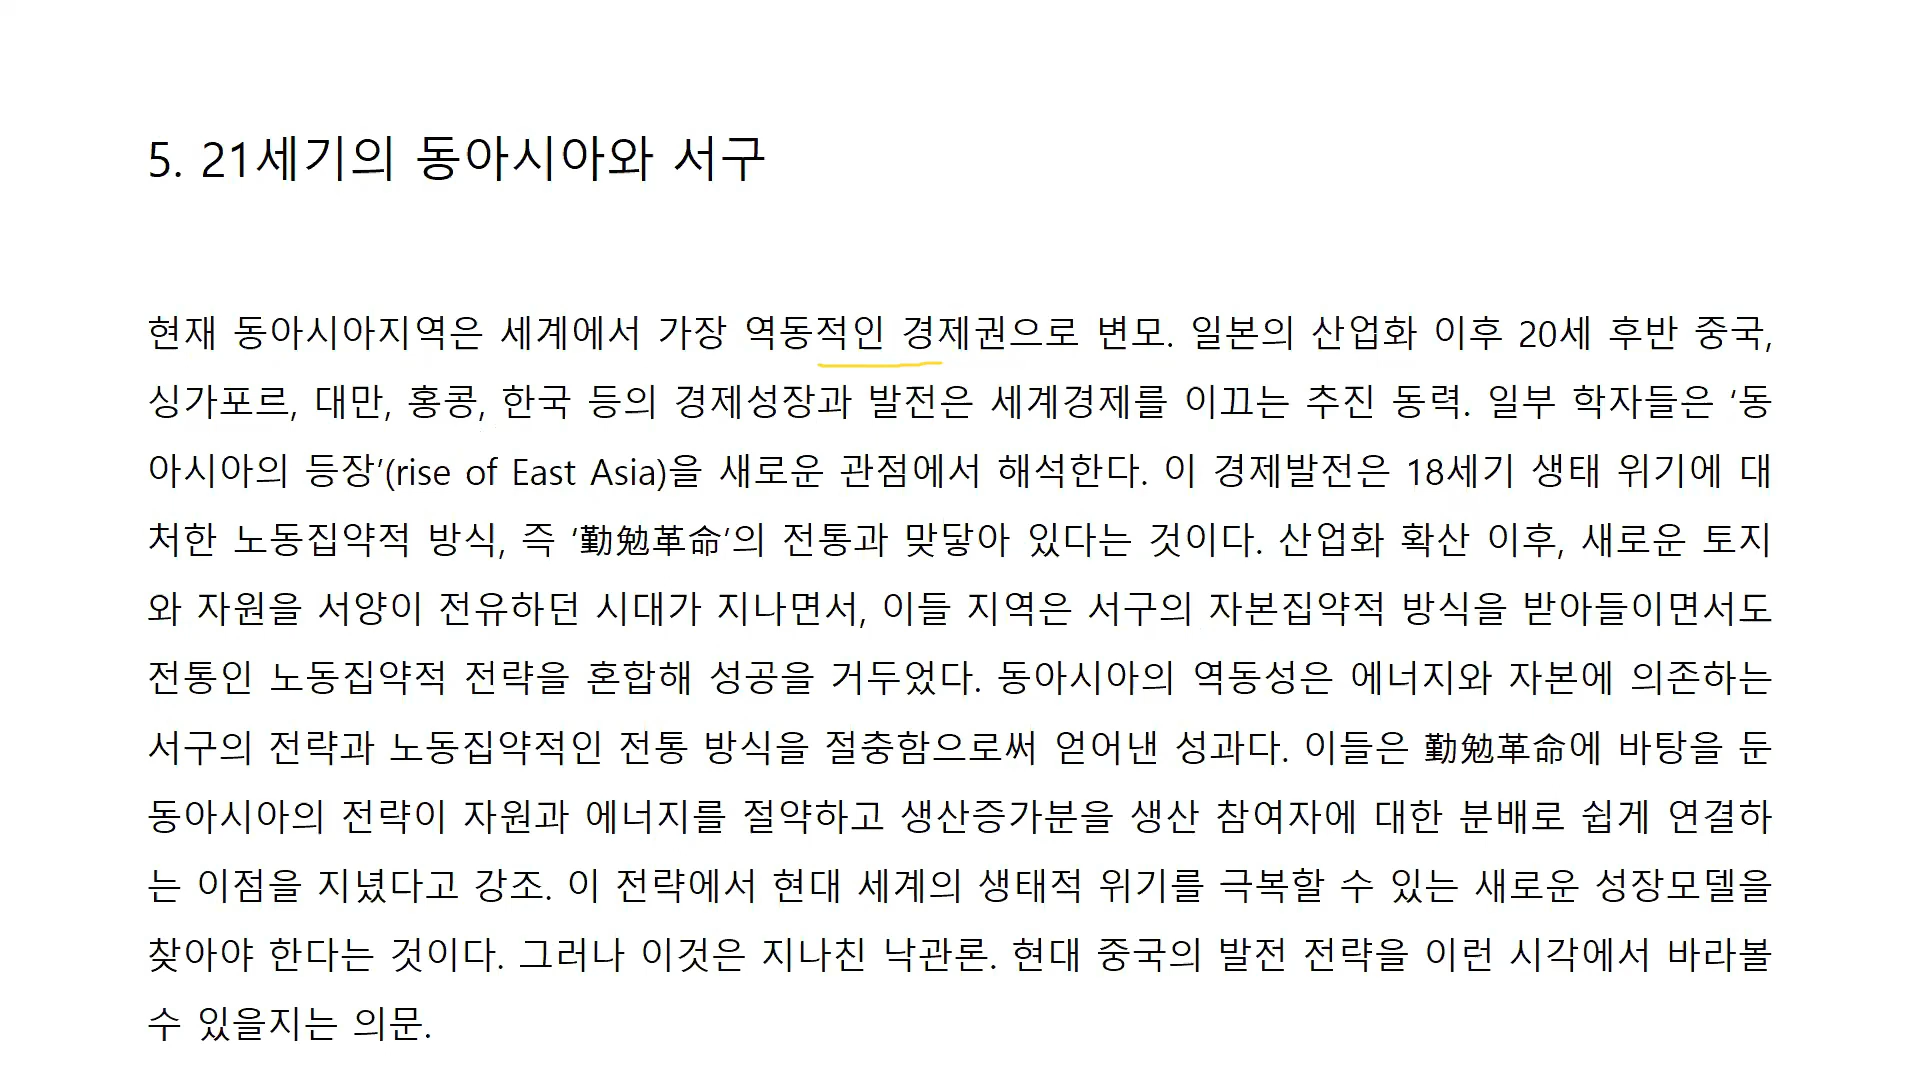 5. 21세기의 동아시아와 서구
현재 동아시아지역은 세계에서 가장 역동적인 경제권으로 변모. 일본의 산업화 이후 20세 후반 중국,
싱가포르, 대만, 홍콩, 한국 등의 경제성장과 발전은 세계경제를 이끄는 추진 동력. 일부 학자들은 ‘동
아시아의 등장’(rise of East Asia)을 새로운 관점에서 해석한다. 이 경제발전은 18세기 생태 위기에 대
처한 노동집약적 방식, 즉 ‘勤勉革命’의 전통과 맞닿아 있다는 것이다. 산업화 확산 이후, 새로운 토지
와 자원을 서양이 전유하던 시대가 지나면서, 이들 지역은 서구의 자본집약적 방식을 받아들이면서도
전통인 노동집약적 전략을 혼합해 성공을 거두었다. 동아시아의 역동성은 에너지와 자본에 의존하는
서구의 전략과 노동집약적인 전통 방식을 절충함으로써 얻어낸 성과다. 이들은 勤勉革命에 바탕을 둔
동아시아의 전략이 자원과 에너지를 절약하고 생산증가분을 생산 참여자에 대한 분배로 쉽게 연결하
는 이점을 지녔다고 강조. 이 전략에서 현대 세계의 생태적 위기를 극복할 수 있는 새로운 성장모델을
찾아야 한다는 것이다. 그러나 이것은 지나친 낙관론. 현대 중국의 발전 전략을 이런 시각에서 바라볼
수 있을지는 의문.